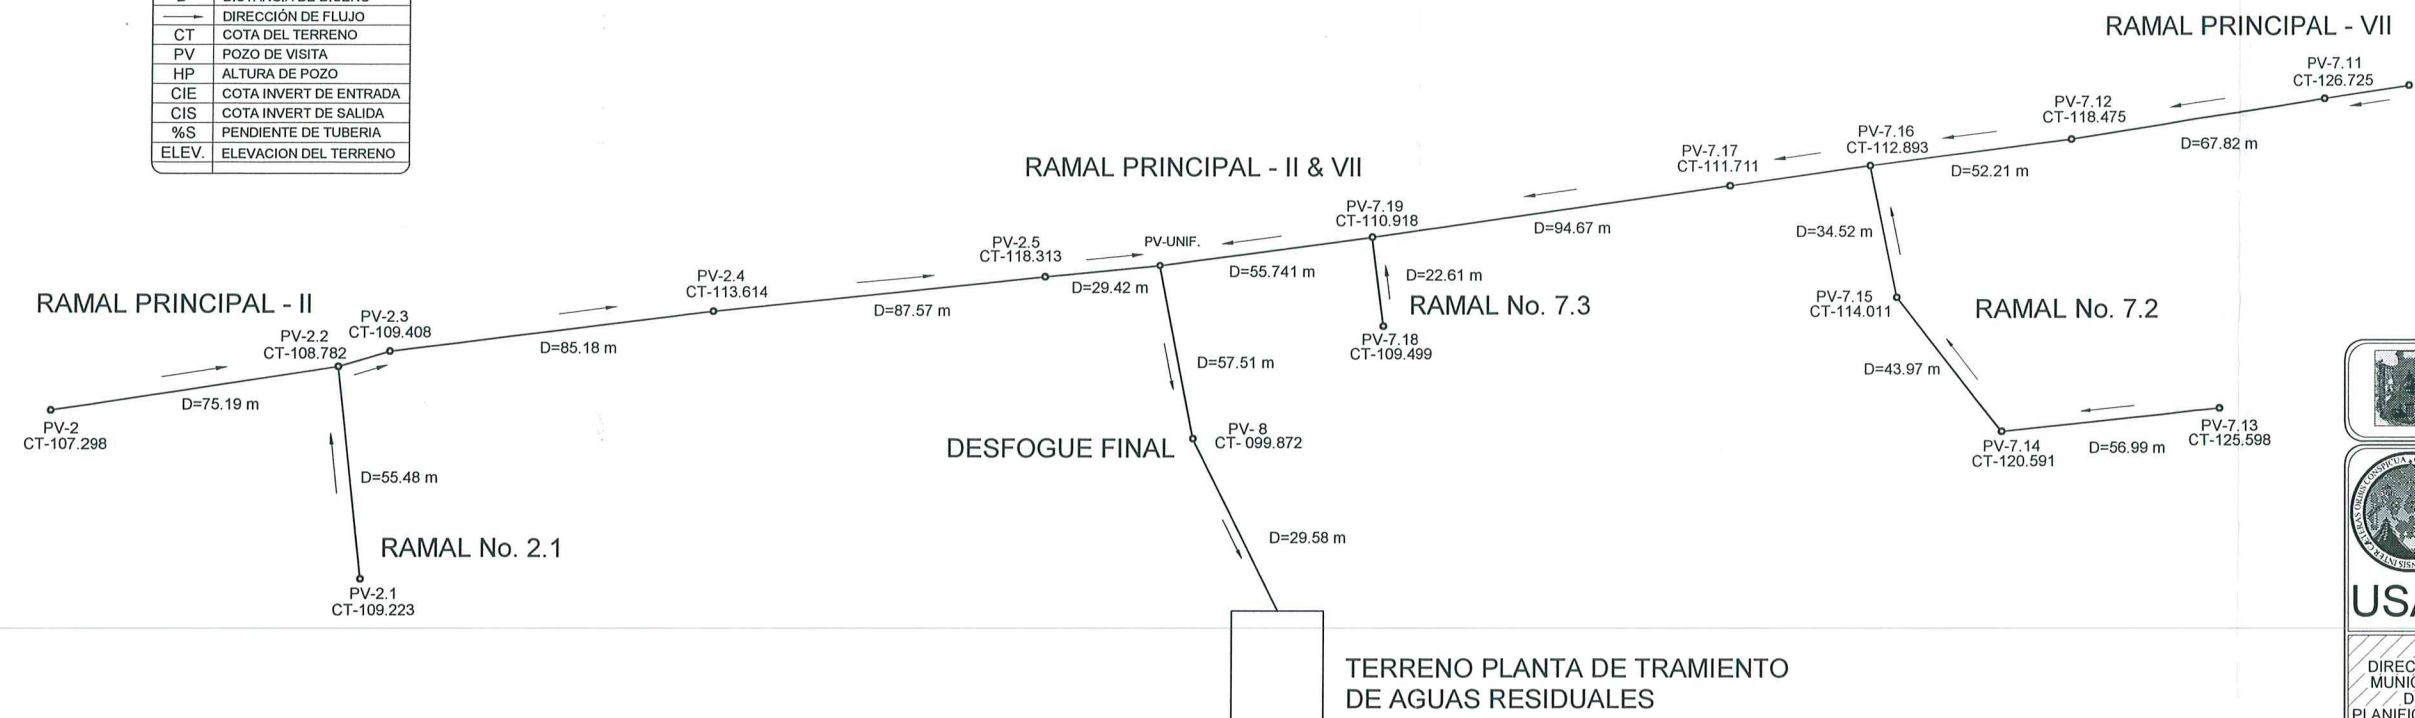 DIRECCIÓN DE FLUJO
CT COTA DEL TERRENO
PV POZO DE VISITA
HP ALTURA DE POZO
CIE COTA INVERT DE ENTRADA
CIS COTA INVERT DE SALIDA
%S PENDIENTE DE TUBERIA
ELEV. ELEVACION DEL TERRENO
RAMAL PRINCIPAL - VII
PV-7.11
CT-126.725
PV-7.12
CT-118.475
D=67.82 m
PV-7.16
CT-112.893
D=52.21 m
PV-7.17
CT-111.711
RAMAL PRINCIPAL - II & VII
PV-7.19
CT-110.918
D=94.67 m
D=34.52 m
PV-2.5
CT-118.313
PV-UNIF.
D=55.741 m
D=29.42 m
D=22.61 m
RAMAL No. 7.3
PV-7.18
CT-109.499
PV-7.15
CT-114.011
RAMAL No. 7.2
PV-2.4
CT-113.614
D=87.57 m
RAMAL PRINCIPAL - II
PV-2.3
CT-109.408
PV-2.2
CT-108.782
D=85.18 m
D=75.19 m
PV-2
CT-107.298
D=57.51 m
D=43.97 m
DESFOGUE FINAL
PV- 8
CT- 099.872
PV-7.13
CT-125.598
PV-7.14
CT-120.591
D=56.99 m
D=55.48 m
D=29.58 m
RAMAL No. 2.1
PV-2.1
CT-109.223
TERRENO PLANTA DE TRAMIENTO
DE AGUAS RESIDUALES